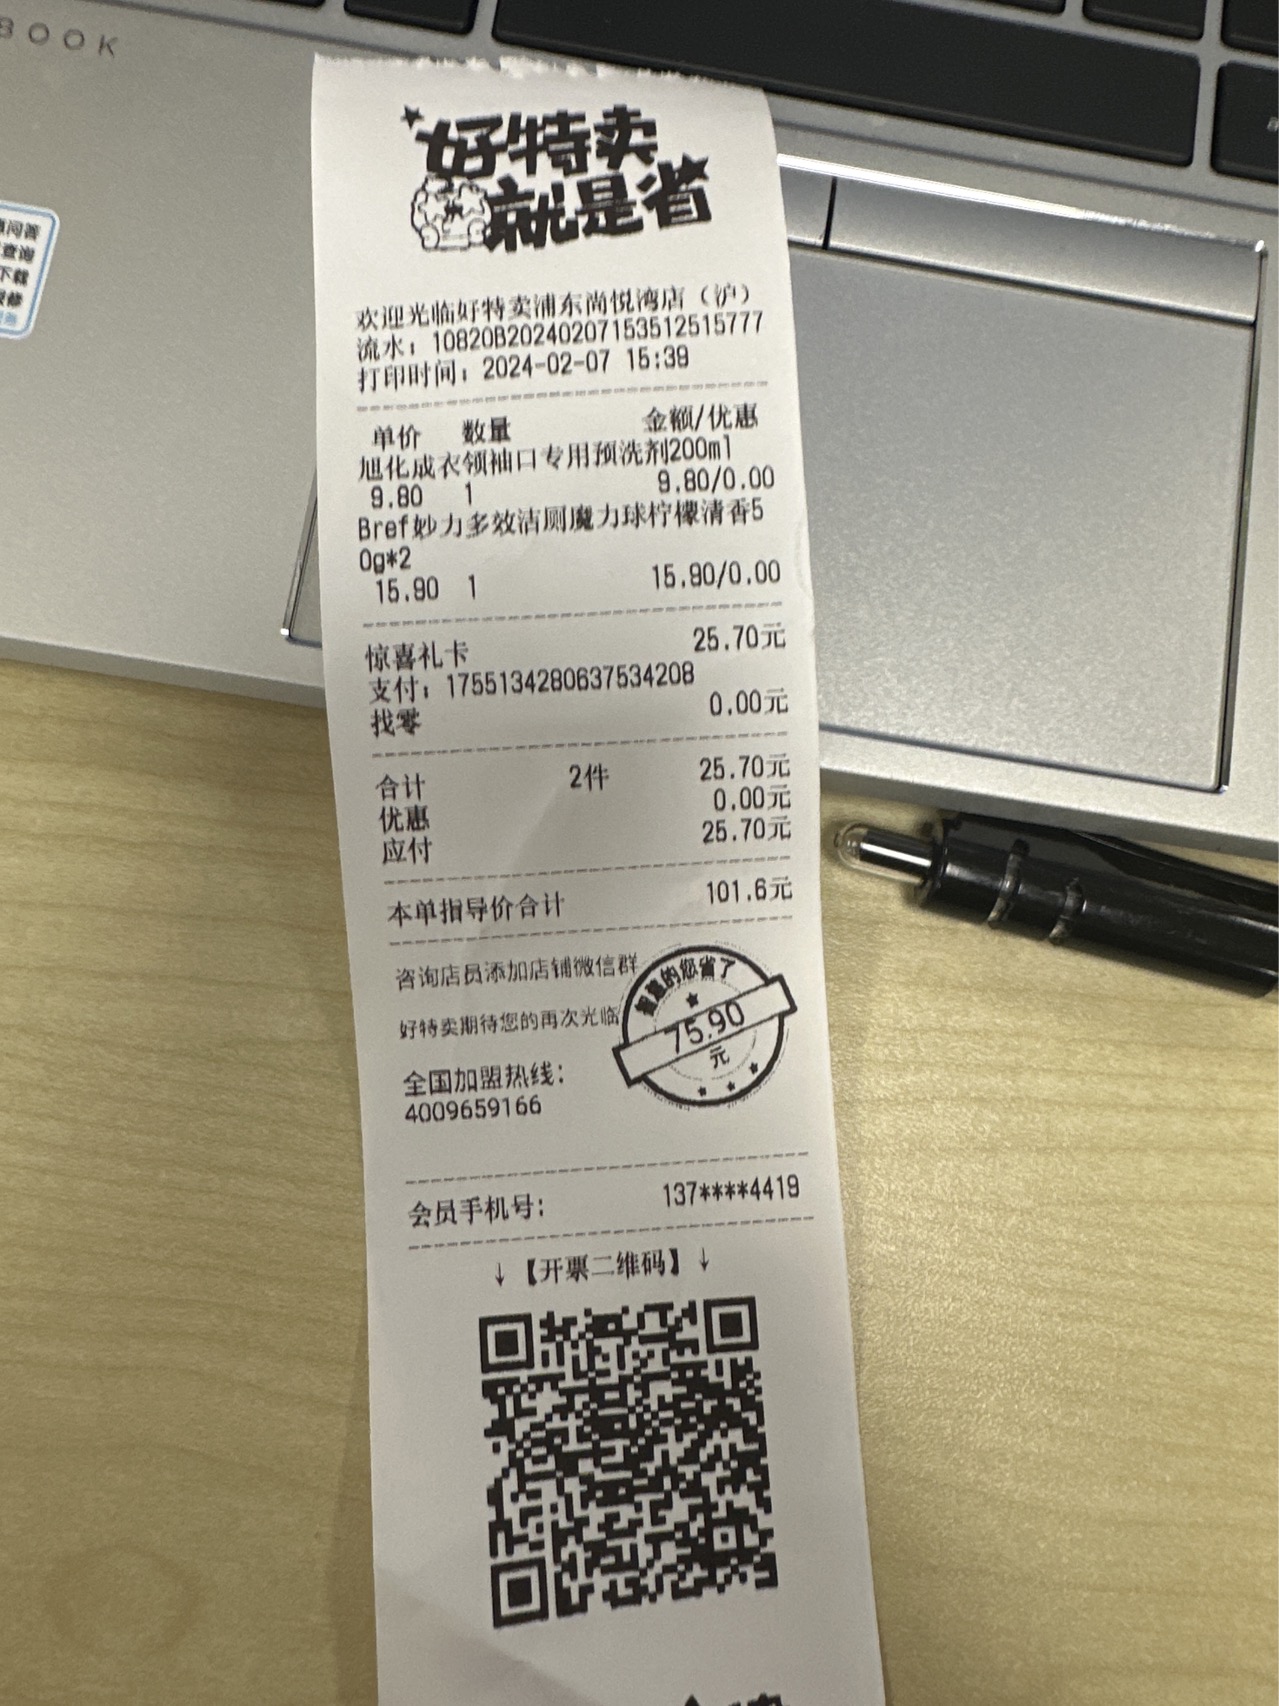 BOOK
问答
查询
下载
好特卖
就是省
欢迎光临好特卖浦东尚悦湾店（沪）
流水：10820B20240207153512515777
打印时间：2024-02-07 15:39
单价 数量 金额/优惠
旭化成衣领袖口专用预洗剂200ml
9.80 1 9.80/0.00
Bref妙力多效洁厕魔力球柠檬清香5
0g*2
15.90 1 15.90/0.00
惊喜礼卡 25.70元
支付：1755134280637534208
找零 0.00元
合计 2件 25.70元
优惠 0.00元
应付 25.70元
本单指导价合计 101.6元
咨询店员添加店铺微信群
好特卖期待您的再次光临
的您省了
75.90
元
全国加盟热线：
4009659166
会员手机号： 137****4419
↓【开票二维码】↓